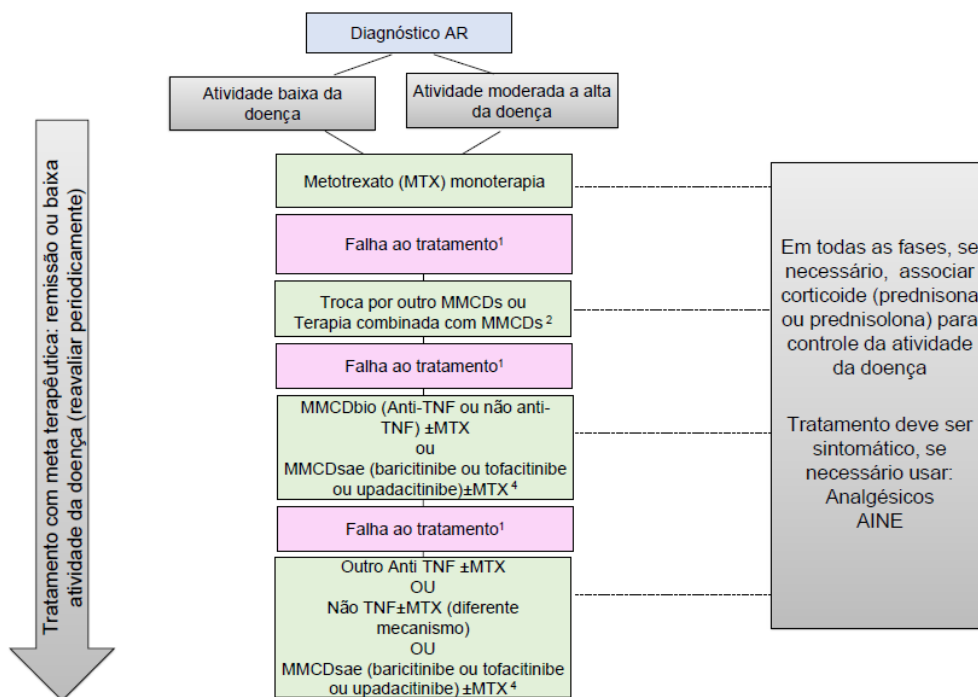 Diagnóstico AR
Atividade baixa da
doença
Atividade moderada a alta
da doença
Tratamento com meta terapêutica: remissão ou baixa
atividade da doença (reavaliar periodicamente)
Metotrexato (MTX) monoterapia
Falha ao tratamento¹
Troca por outro MMCDs ou
Terapia combinada com MMCDs ²
Falha ao tratamento¹
MMCDbio (Anti-TNF ou não anti-
TNF) ±MTX
ou
MMCDsae (baricitinibe ou tofacitinibe
ou upadacitinibe)±MTX ⁴
Falha ao tratamento¹
Outro Anti TNF ±MTX
OU
Não TNF±MTX (diferente
mecanismo)
OU
MMCDsae (baricitinibe ou tofacitinibe
ou upadacitinibe) ±MTX ⁴
Em todas as fases, se
necessário, associar
corticoide (prednisona
ou prednisolona) para
controle da atividade
da doença
Tratamento deve ser
sintomático, se
necessário usar:
Analgésicos
AINE